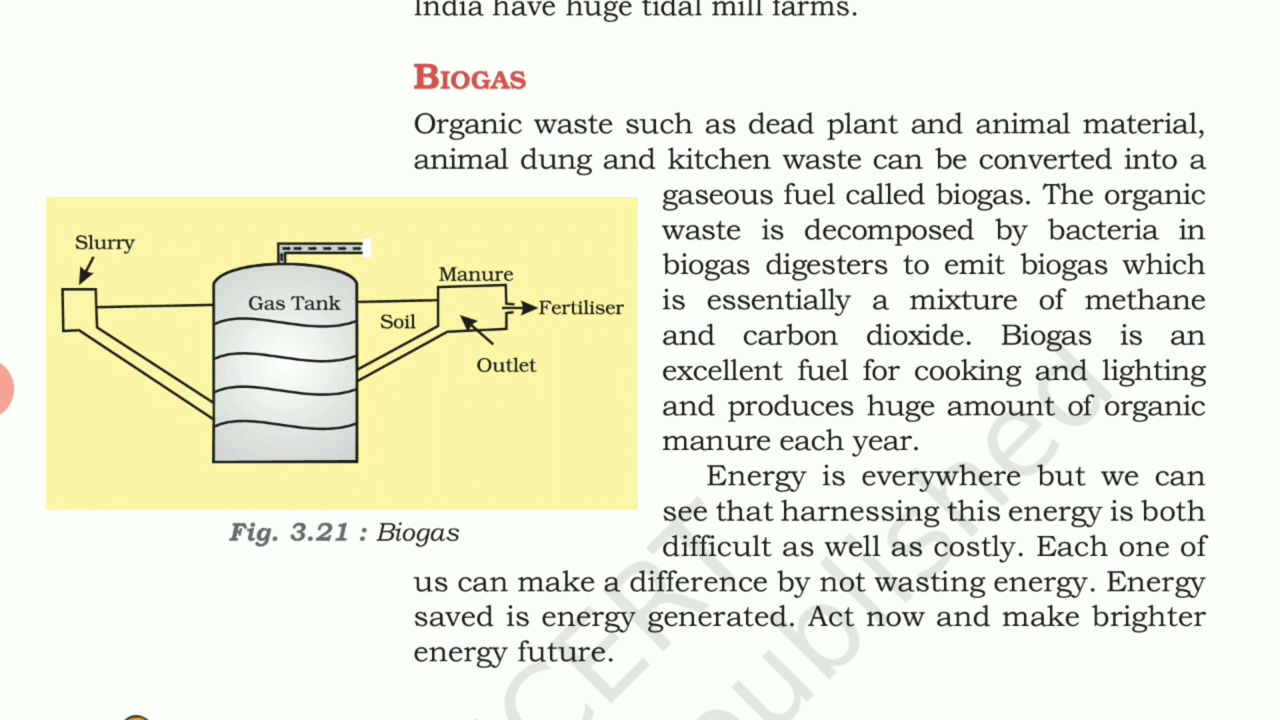 India have huge tidal mill farms.
BIOGAS
Organic waste such as dead plant and animal material,
animal dung and kitchen waste can be converted into a
gaseous fuel called biogas. The organic
waste is decomposed by bacteria in
biogas digesters to emit biogas which
is essentially a mixture of methane
and carbon dioxide. Biogas is an
excellent fuel for cooking and lighting
and produces huge amount of organic
manure each year.
Slurry
Gas Tank
Manure
Soil
Fertiliser
Outlet
Fig. 3.21 : Biogas
Energy is everywhere but we can
see that harnessing this energy is both
difficult as well as costly. Each one of
us can make a difference by not wasting energy. Energy
saved is energy generated. Act now and make brighter
energy future.
NCERT
published